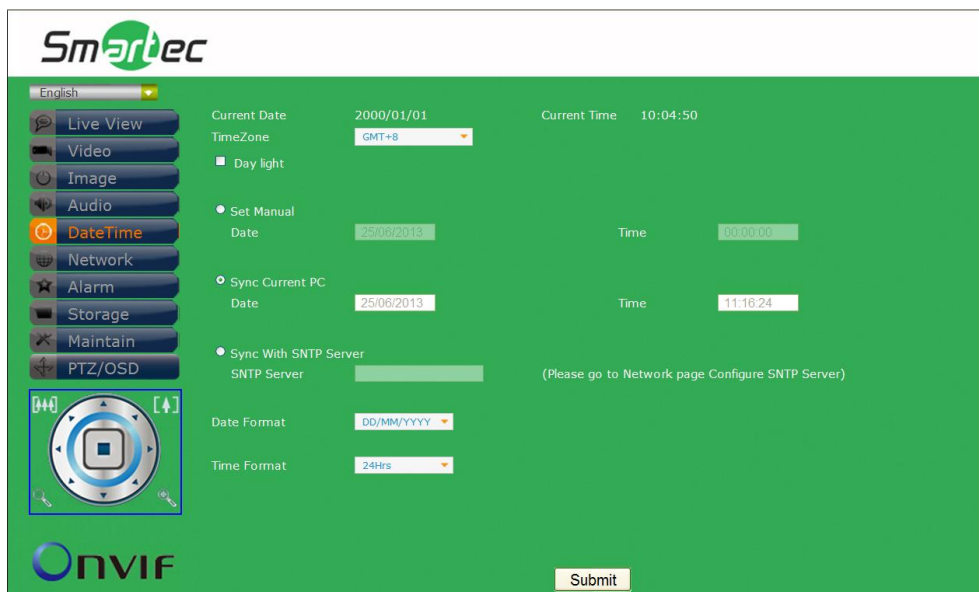 Smartec
English
Live View
Video
Image
Audio
DateTime
Network
Alarm
Storage
Maintain
PTZ/OSD
Current Date 2000/01/01 Current Time 10:04:50
TimeZone GMT+8
Day light
Set Manual
Date 25/06/2013 Time 00:00:00
Sync Current PC
Date 25/06/2013 Time 11:16:24
Sync With SNTP Server
SNTP Server (Please go to Network page Configure SNTP Server)
Date Format DD/MM/YYYY
Time Format 24Hrs
ONVIF
Submit